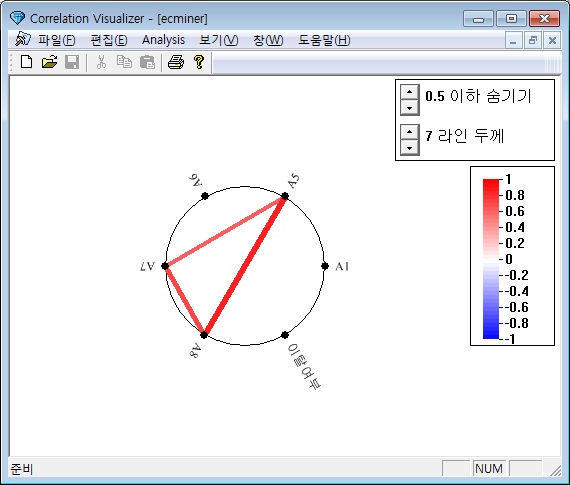 Correlation Visualizer - [ecminer]
파일(F) 편집(E) Analysis 보기(V) 창(W) 도움말(H)
0.5 이하 숨기기
7 라인 두께
1
0.8
0.6
0.4
0.2
0
-0.2
-0.4
-0.6
-0.8
-1
A6
A5
A7
A1
A8
이탈여부
준비
NUM